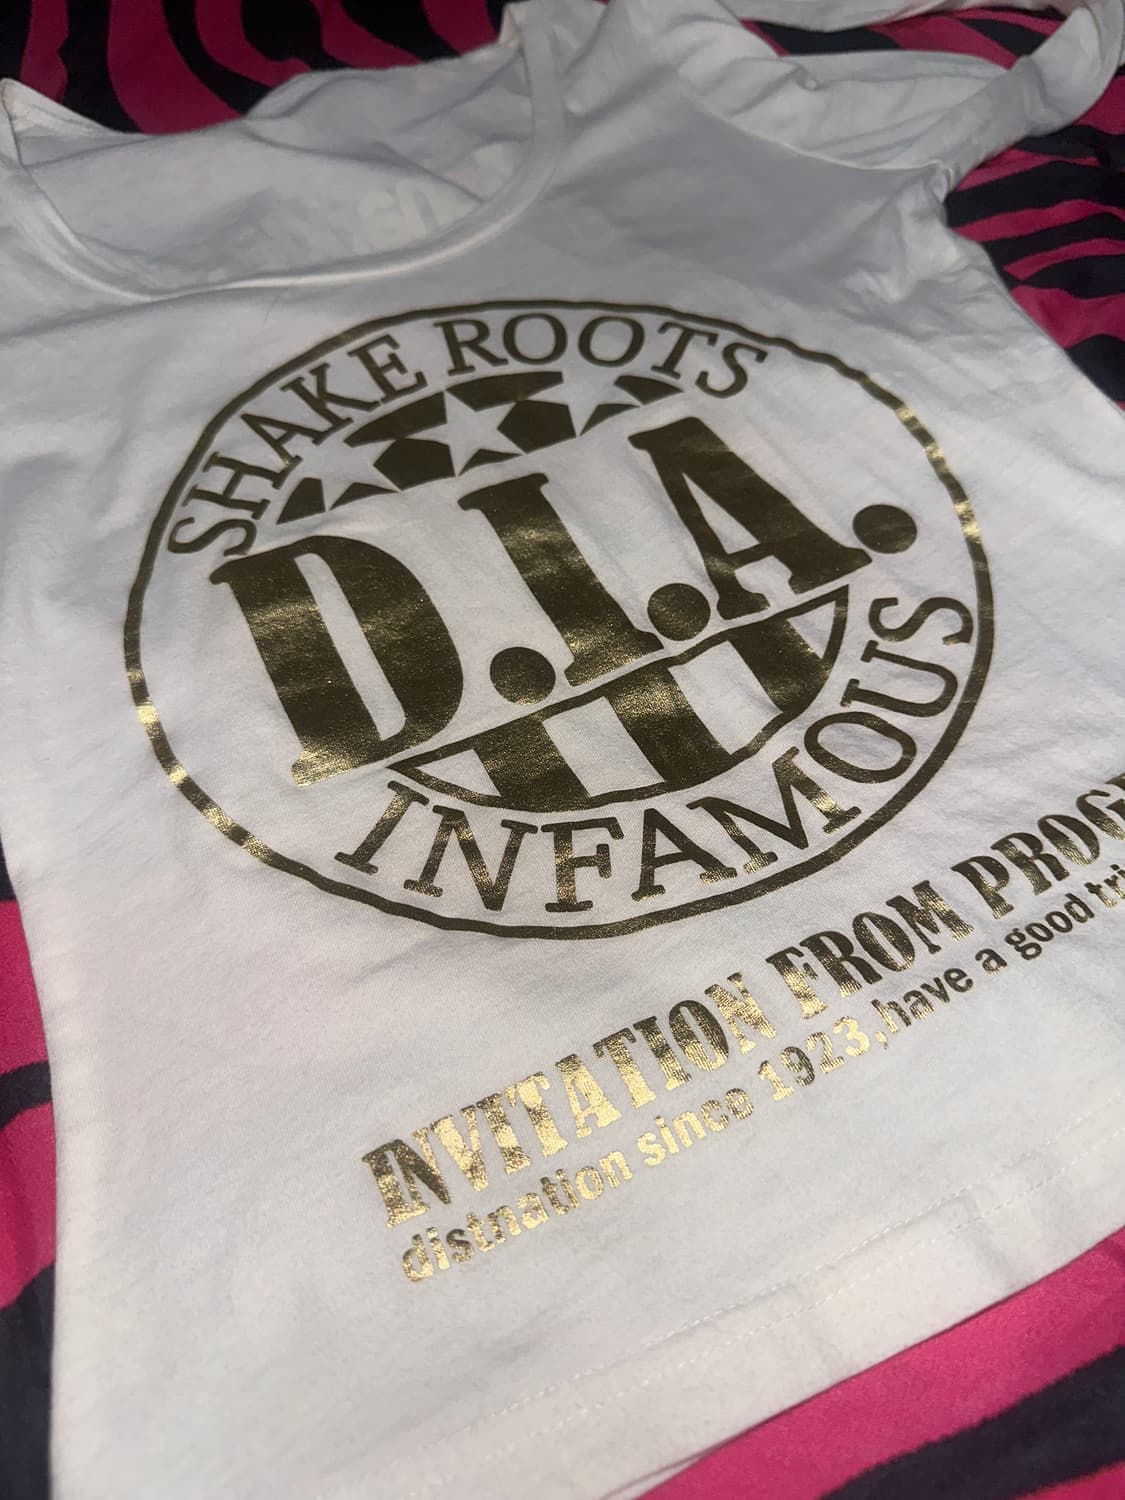 SHAKE ROOTS
D.I.A.
INFAMOUS
INVITATION FROM
distnation since 1923,have a good